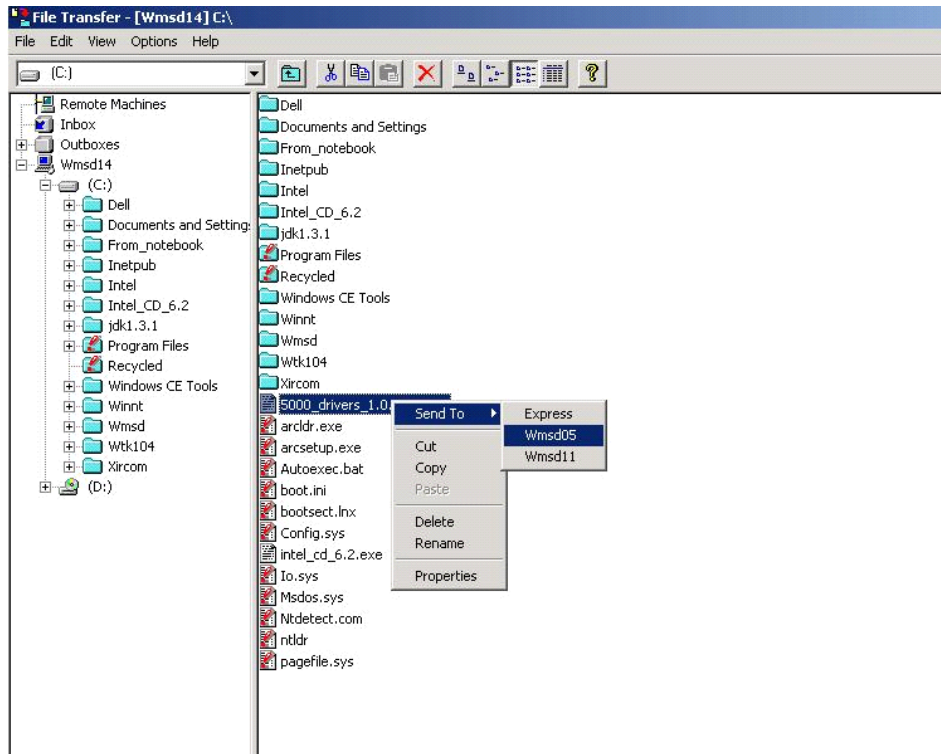 File Transfer - [Wmsd14] C:\
File Edit View Options Help
(C:)
Remote Machines
Inbox
Outboxes
Wmsd14
(C:)
Dell
Documents and Setting
From_notebook
Inetpub
Intel
Intel_CD_6.2
jdk1.3.1
Program Files
Recycled
Windows CE Tools
Winnt
Wmsd
Wtk104
Xircom
(D:)
Dell
Documents and Settings
From_notebook
Inetpub
Intel
Intel_CD_6.2
jdk1.3.1
Program Files
Recycled
Windows CE Tools
Winnt
Wmsd
Wtk104
Xircom
5000_drivers_1.0.
arcldr.exe
arcsetup.exe
Autoexec.bat
boot.ini
bootsect.lnx
Config.sys
intel_cd_6.2.exe
Io.sys
Msdos.sys
Ntdetect.com
ntldr
pagefile.sys
Send To
Cut
Copy
Paste
Delete
Rename
Properties
Express
Wmsd05
Wmsd11